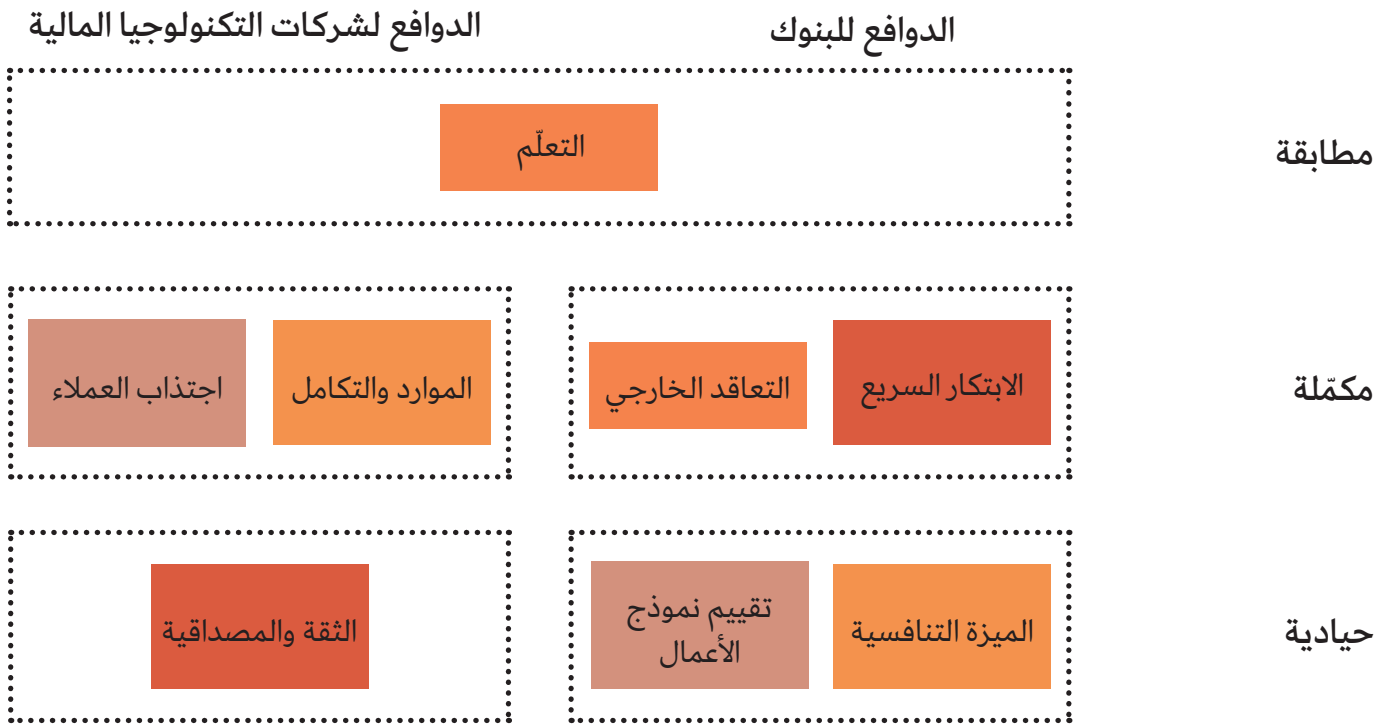 الدوافع للبنوك
الدوافع لشركات التكنولوجيا المالية
مطابقة
التعلّم
مكمّلة
الابتكار السريع
التعاقد الخارجي
الموارد والتكامل
اجتذاب العملاء
حيادية
الميزة التنافسية
تقييم نموذج
الأعمال
الثقة والمصداقية